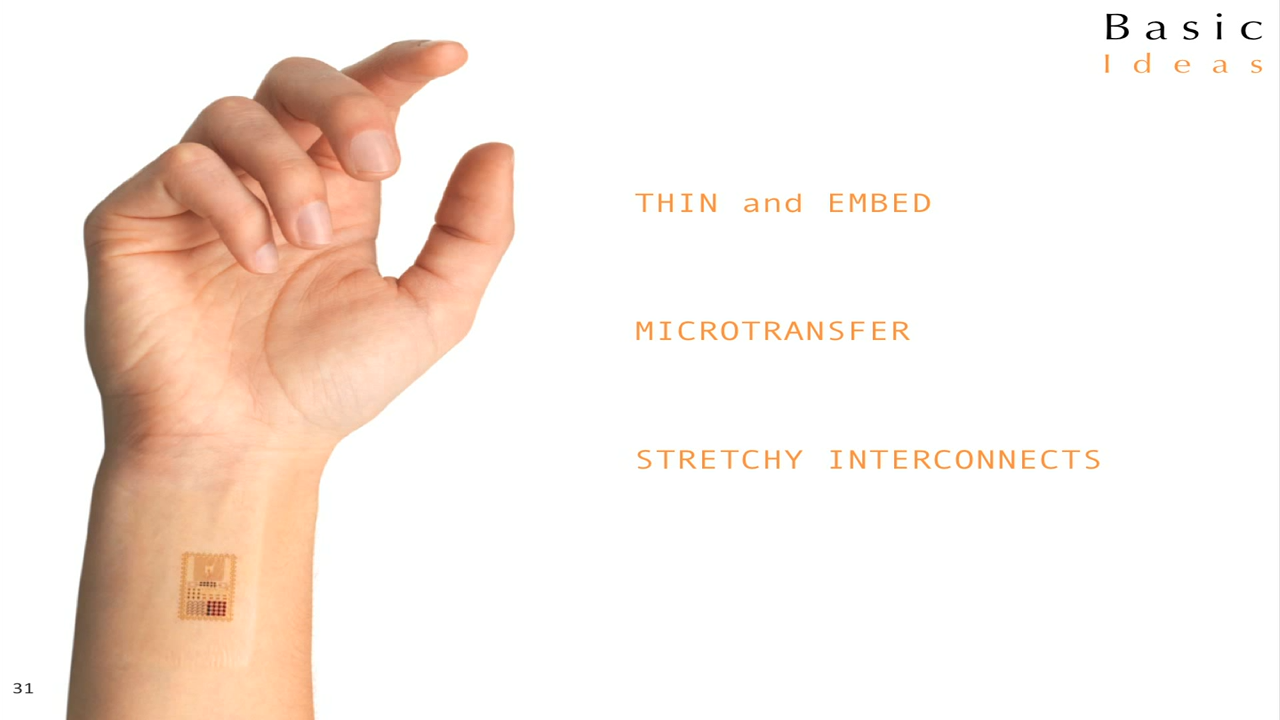 Basic
Ideas
THIN and EMBED
MICROTRANSFER
STRETCHY INTERCONNECTS
31